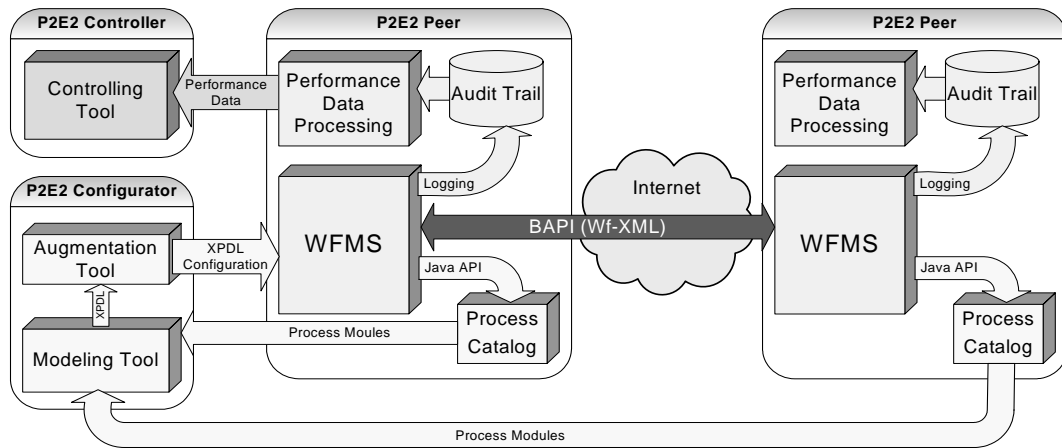 P2E2 Controller
Controlling
Tool
Performance
Data
P2E2 Peer
Performance
Data
Processing
Audit Trail
Logging
WFMS
Java API
Process
Catalog
P2E2 Configurator
Augmentation
Tool
XPDL
Configuration
XPDL
Modeling Tool
Process Moules
Internet
BAPI (Wf-XML)
P2E2 Peer
Performance
Data
Processing
Audit Trail
Logging
WFMS
Java API
Process
Catalog
Process Modules